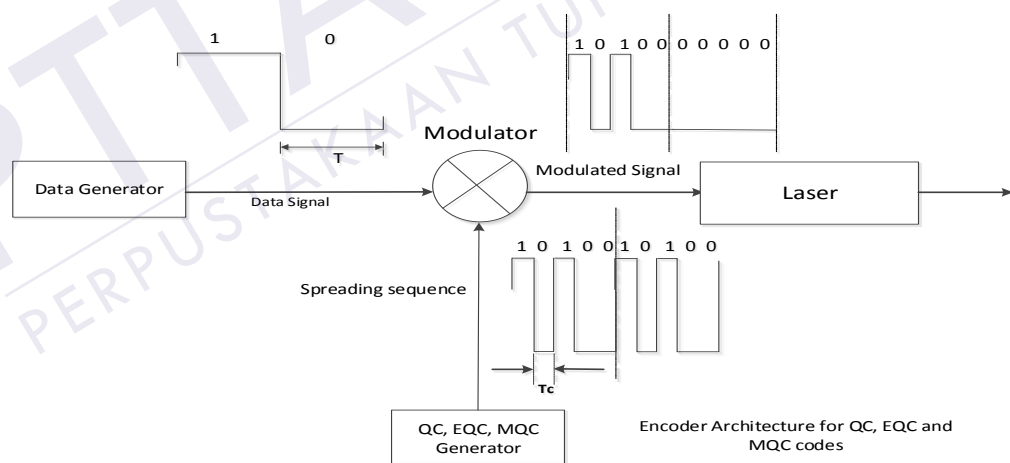 1 0
1 0 1 0 0 0 0 0 0 0
T
Modulator
Data Generator
Data Signal
Modulated Signal
Laser
1 0 1 0 0 1 0 1 0 0
Spreading sequence
Tc
QC, EQC, MQC
Generator
Encoder Architecture for QC, EQC and
MQC codes
PTTA
PERPUSTAKAAN TU